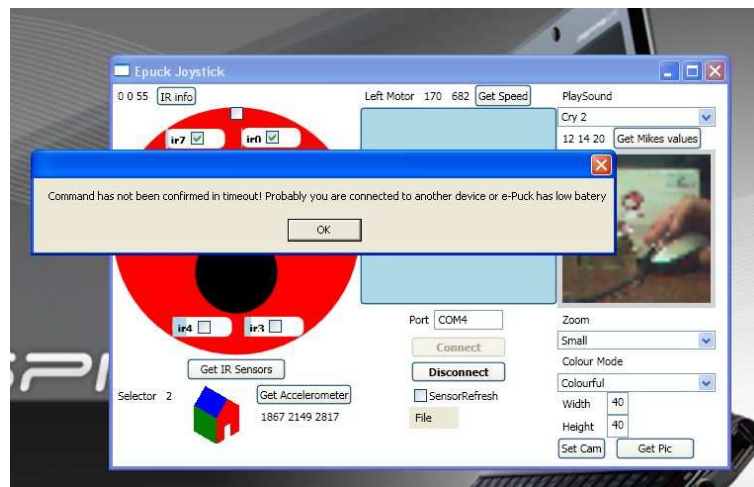 Epuck Joystick
0 0 55 IR info
Left Motor 170 682 Get Speed
PlaySound
Cry 2
ir7 ir0
12 14 20 Get Mikes values
Command has not been confirmed in timeout! Probably you are connected to another device or e-Puck has low batery
OK
ir4 ir3
Port COM4
Zoom
Small
Connect
Colour Mode
Get IR Sensors
Disconnect
Colourful
Selector 2
Get Accelerometer
SensorRefresh
Width 40
1867 2149 2817
File
Height 40
Set Cam Get Pic